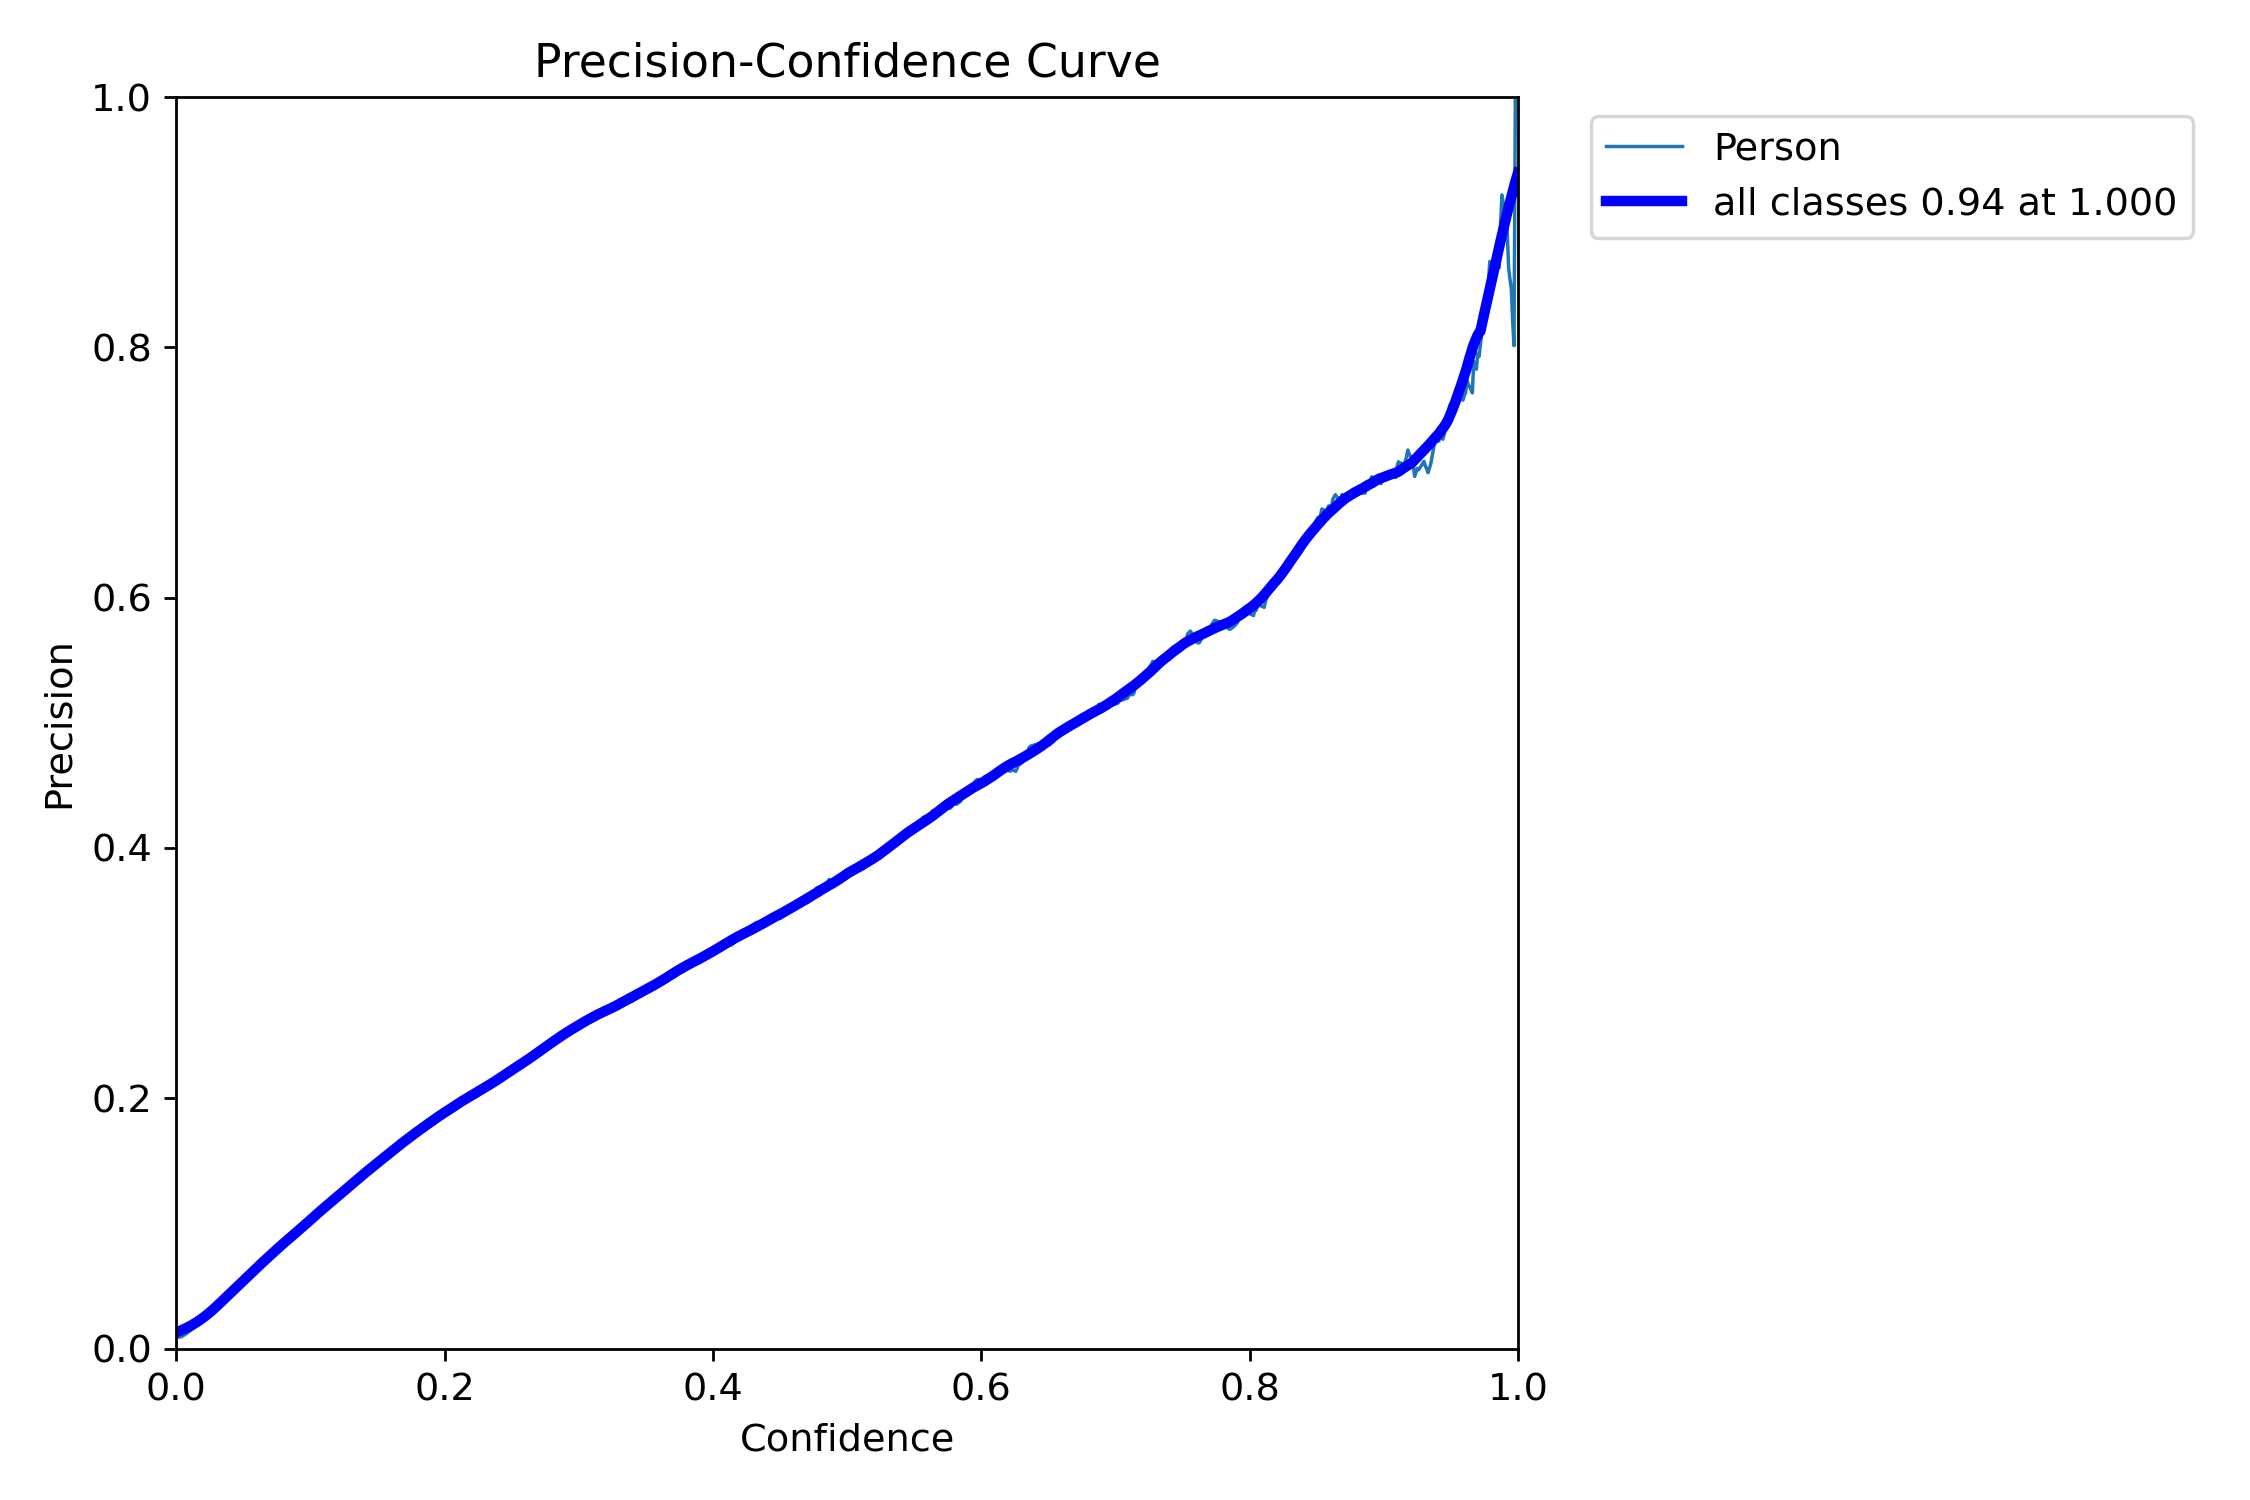 Precision-Confidence Curve
1.0
0.8
0.6
0.4
0.2
0.0
Precision
0.0 0.2 0.4 0.6 0.8 1.0
Confidence
Person
all classes 0.94 at 1.000